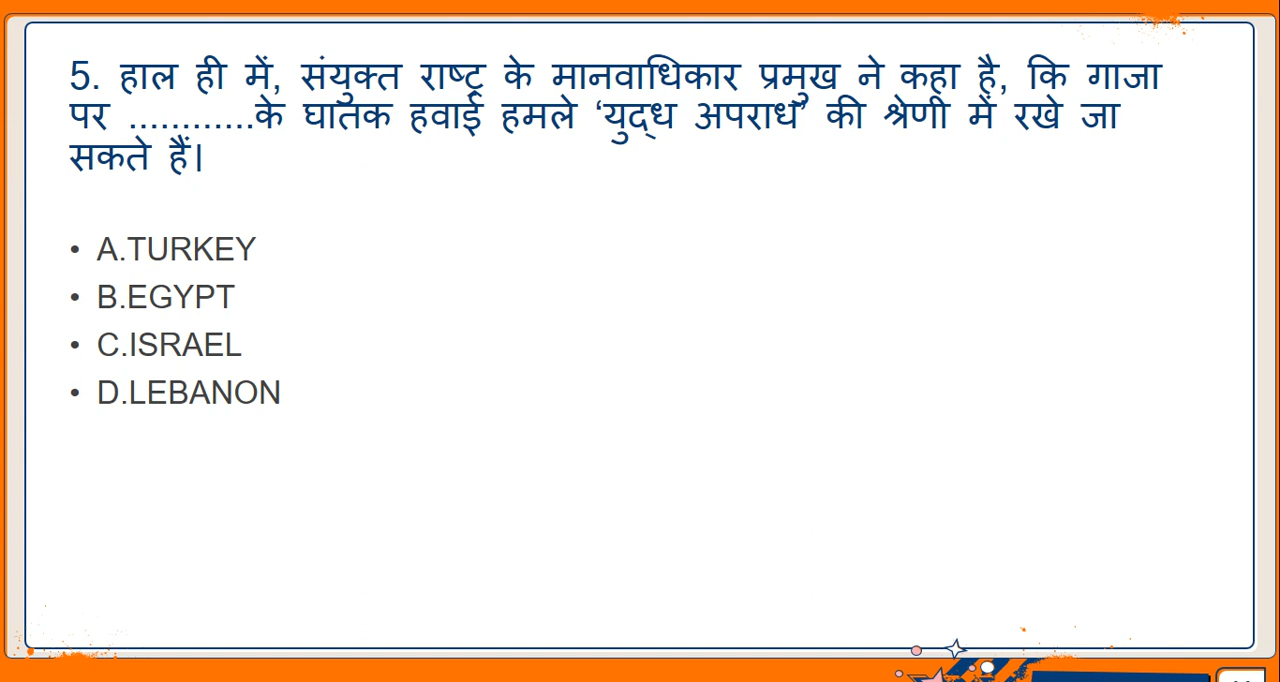 5. हाल ही में, संयुक्त राष्ट्र के मानवाधिकार प्रमुख ने कहा है, कि गाजा
पर ............के घातक हवाई हमले ‘युद्ध अपराध’ की श्रेणी में रखे जा
सकते हैं।
• A.TURKEY
• B.EGYPT
• C.ISRAEL
• D.LEBANON